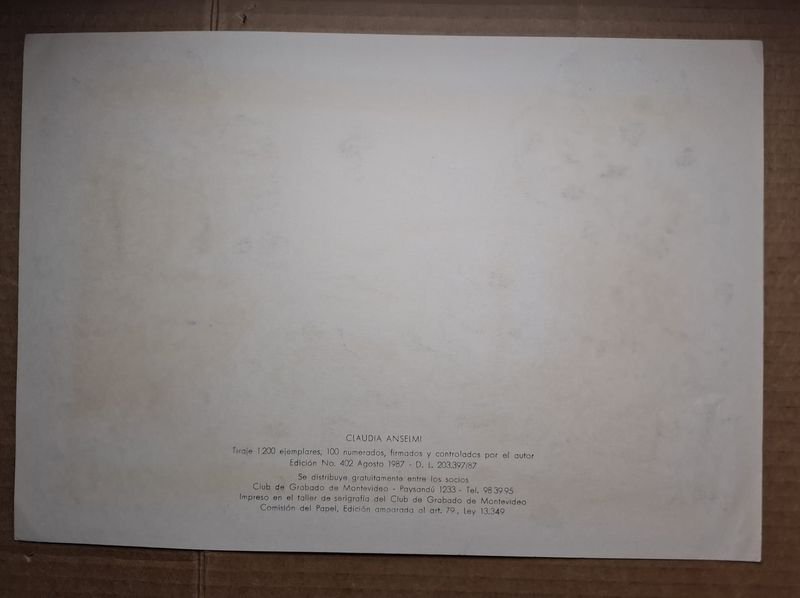 CLAUDIA ANSELMI
Tiraje 1:200 ejemplares, 100 numerados, firmados y controlados por el autor
Edición No. 402 Agosto 1987 - D. L. 203.397/87
Se distribuye gratuitamente entre los socios
Club de Grabado de Montevideo - Paysandú 1233 - Tel. 98 39 95
Impreso en el taller de serigrafía del Club de Grabado de Montevideo
Comisión del Papel, Edición amparada al art. 79., Ley 13.349